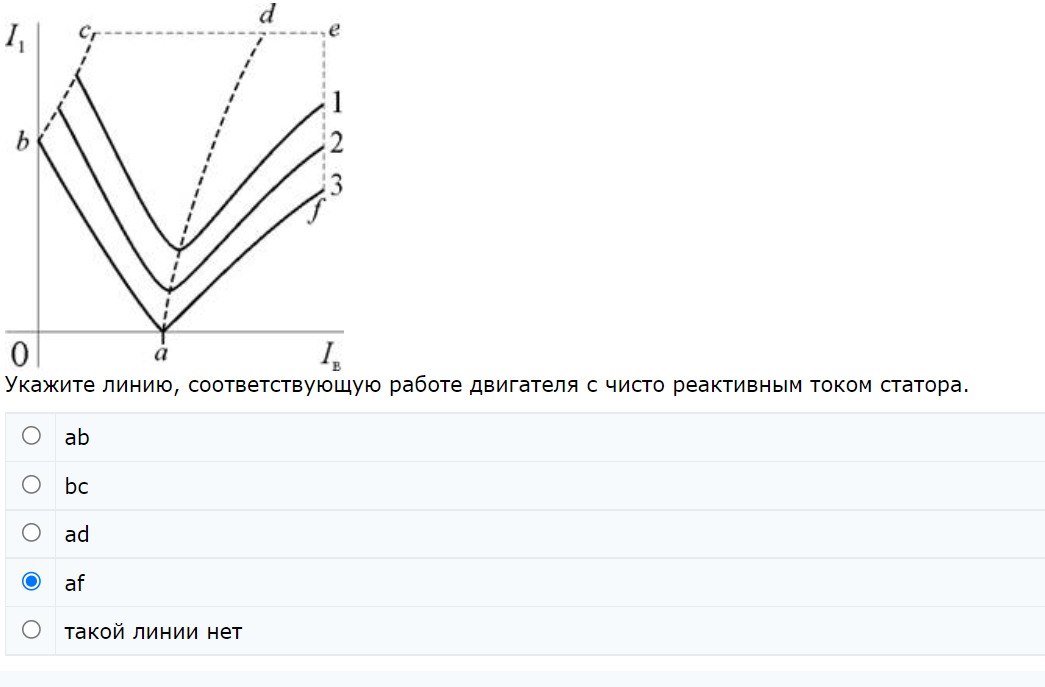 I₁
c
d
e
1
b
2
3
f
0
a
Iв
Укажите линию, соответствующую работе двигателя с чисто реактивным током статора.
ab
bc
ad
af
такой линии нет